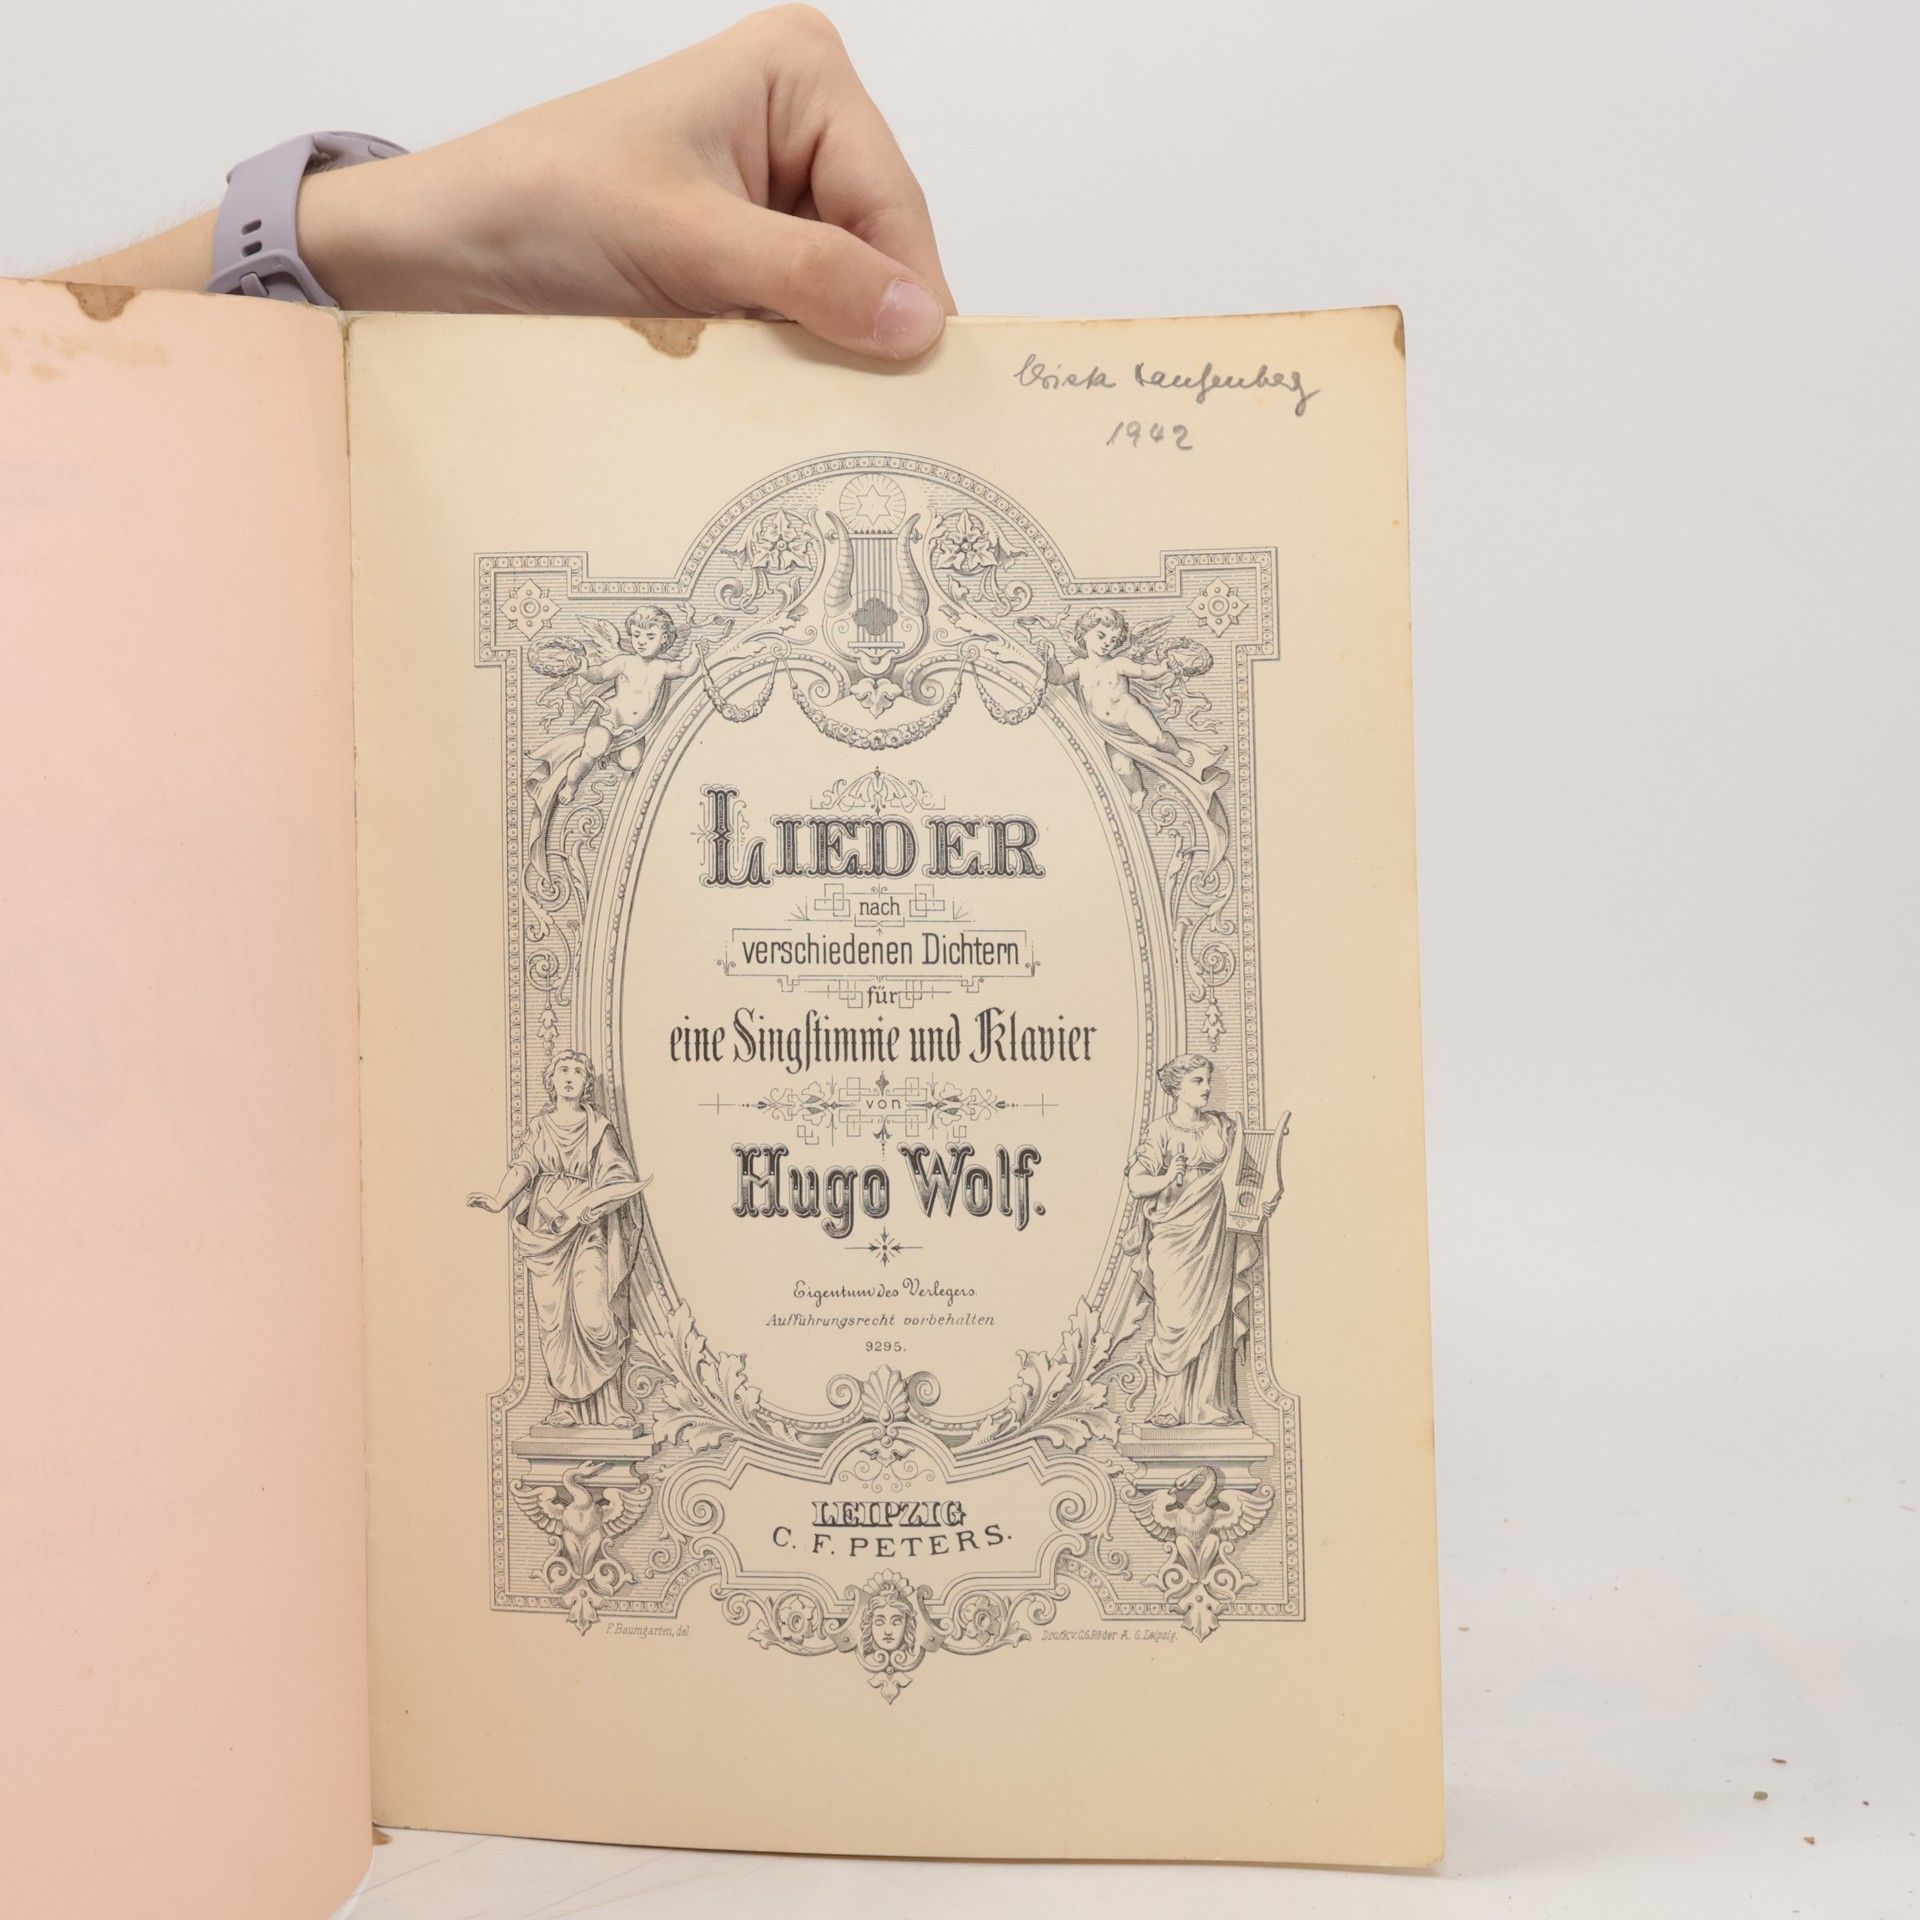 1942
LIEDER
nach
verschiedenen Dichtern
für
eine Singstimme und Klavier
von
Hugo Wolf.
Eigentum des Verlegers.
Aufführungsrecht vorbehalten
9295.
LEIPZIG
C. F. PETERS.
F. Baumgarten, del.
Druck v. C.G. Röder A. G. Leipzig.